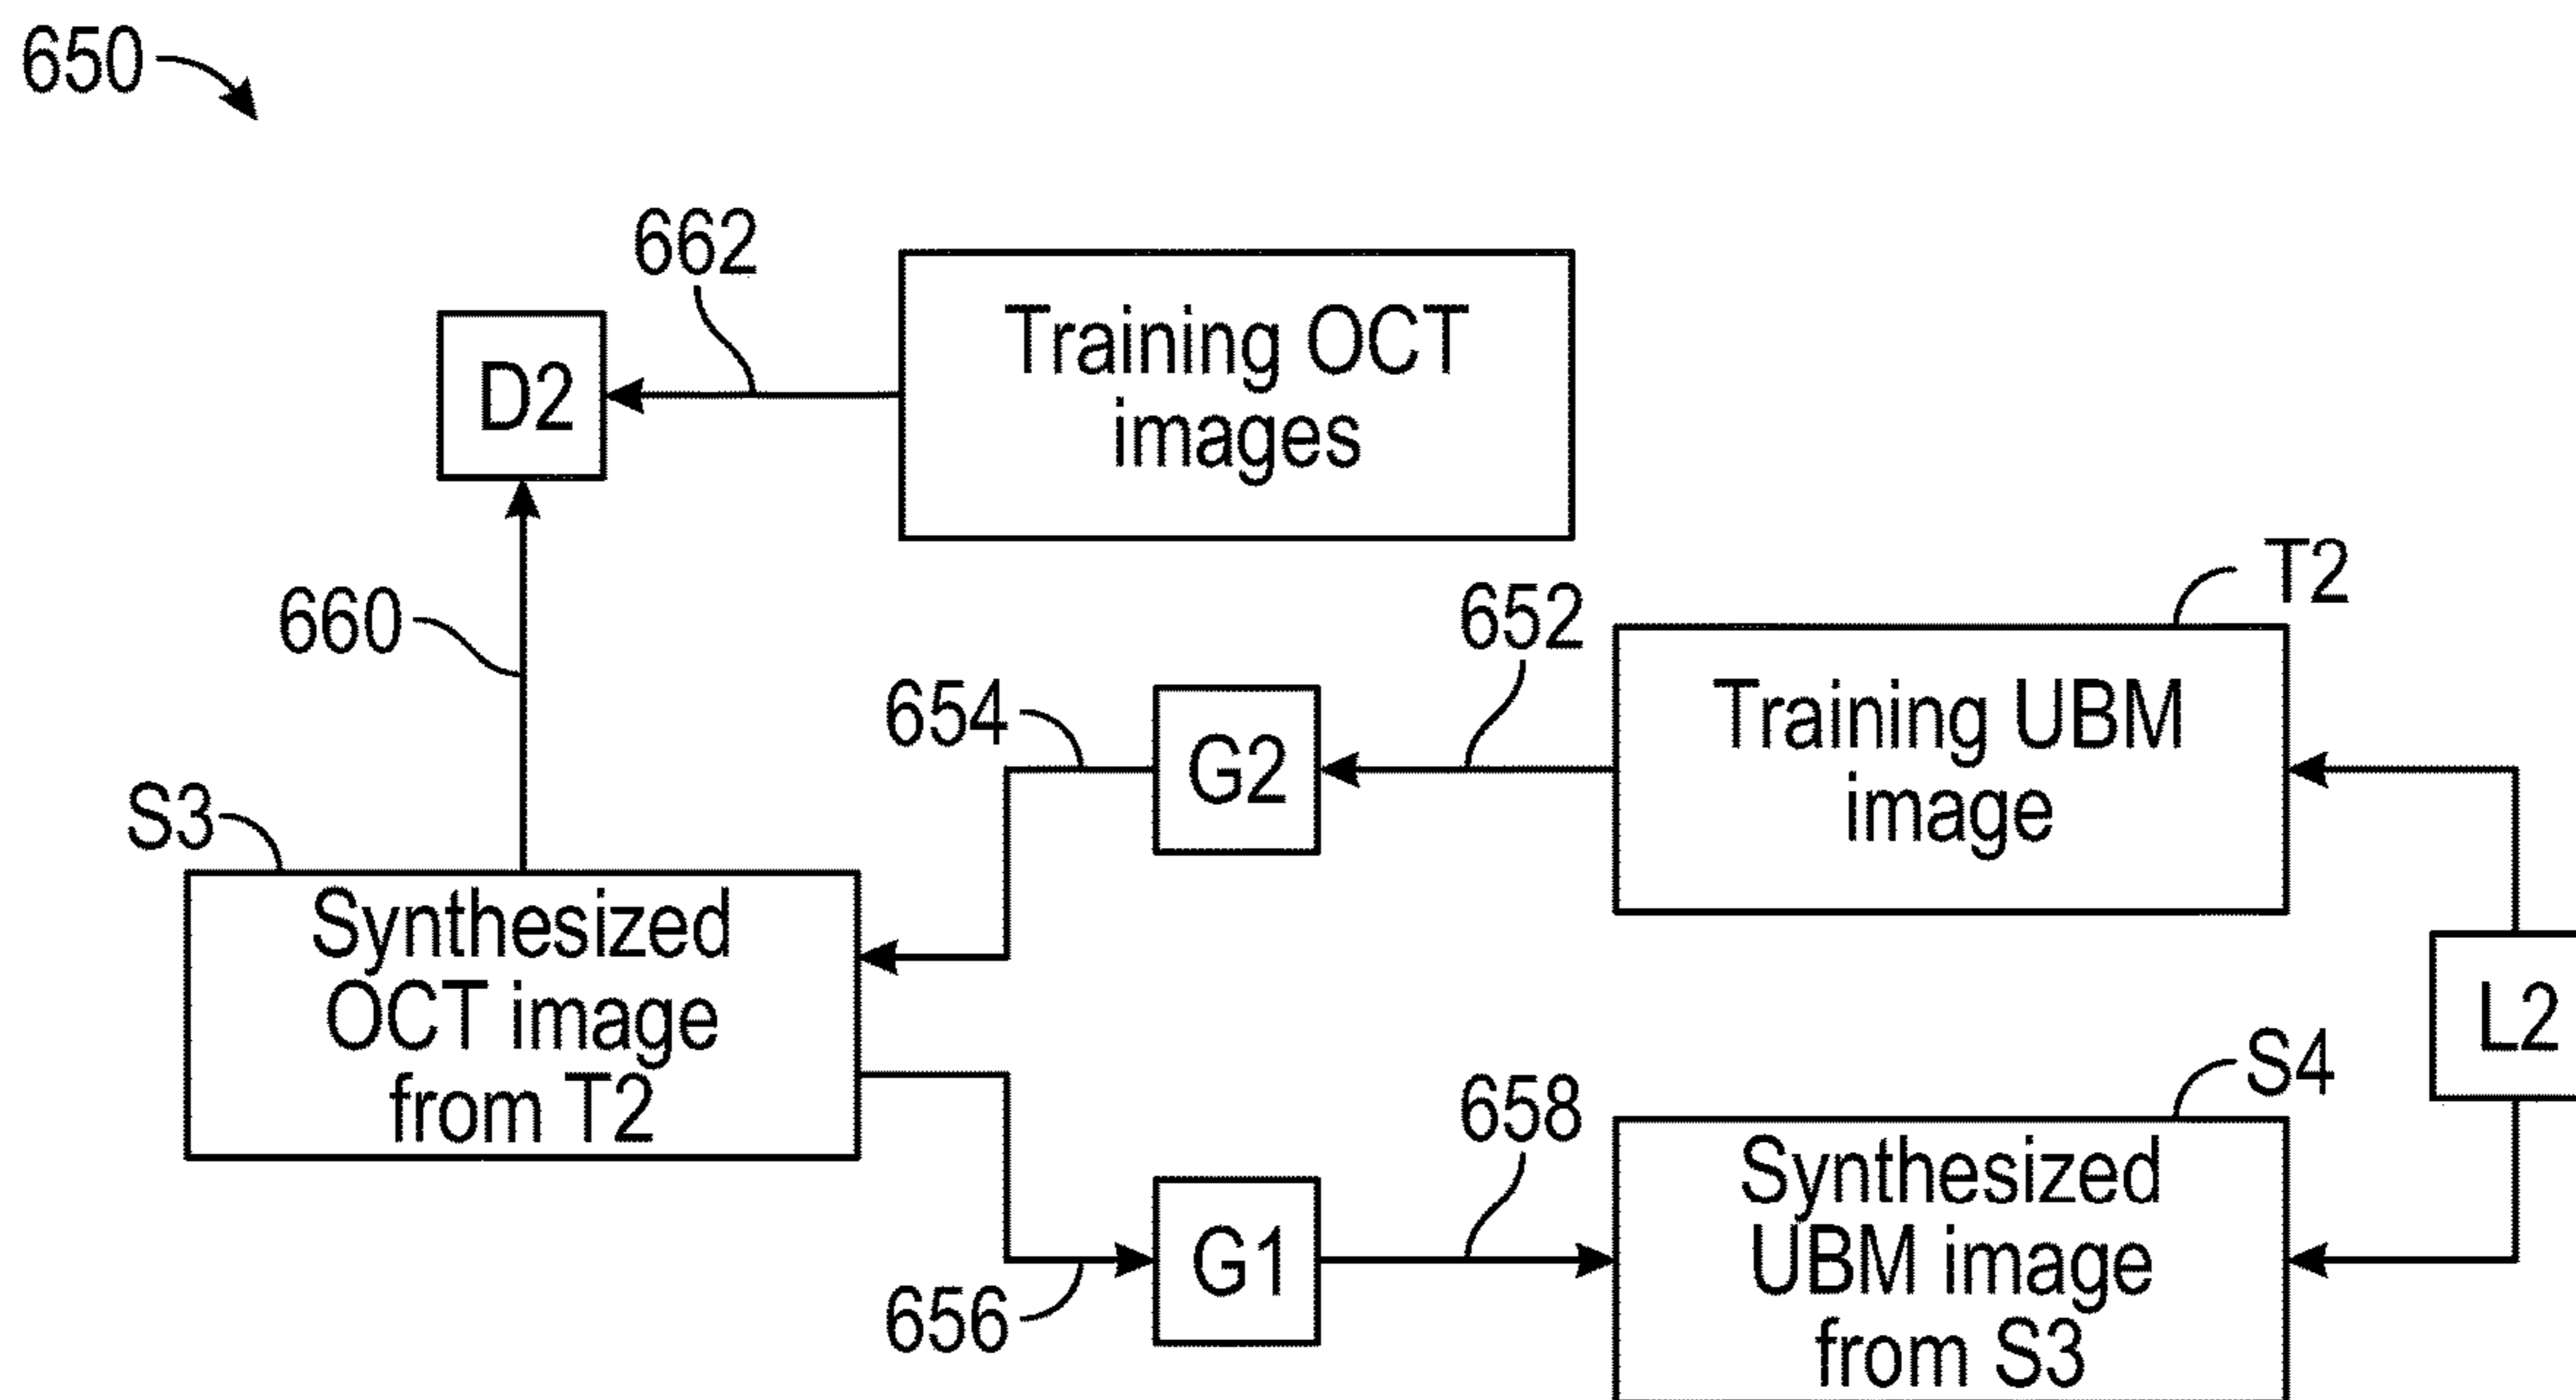 650
662
Training OCT
images
D2
T2
660
652
654
G2
Training UBM
image
S3
Synthesized
OCT image
from T2
L2
S4
658
656
G1
Synthesized
UBM image
from S3